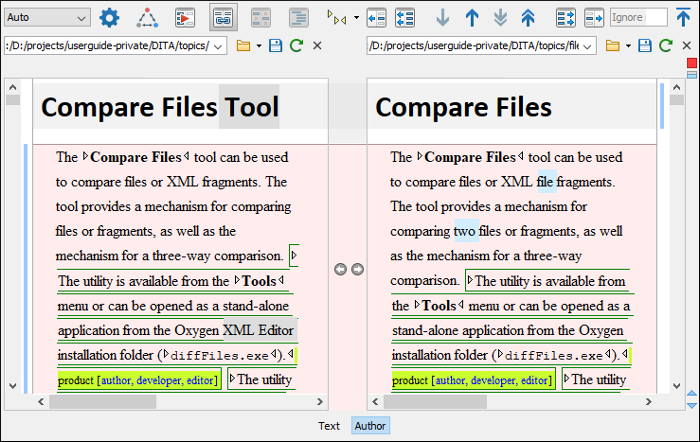 Auto
Ignore
:/D:/projects/userguide-private/DITA/topics/
/D:/projects/userguide-private/DITA/topics/file
Compare Files Tool
The Compare Files tool can be used
to compare files or XML fragments. The
tool provides a mechanism for comparing
files or fragments, as well as the
mechanism for a three-way comparison.
The utility is available from the Tools
menu or can be opened as a stand-alone
application from the Oxygen XML Editor
installation folder (diffFiles.exe).
product [author, developer, editor] The utility
Compare Files
The Compare Files tool can be used
to compare files or XML file fragments.
The tool provides a mechanism for
comparing two files or fragments, as well
as the mechanism for a three-way
comparison. The utility is available from
the Tools menu or can be opened as a
stand-alone application from the Oxygen
installation folder (diffFiles.exe).
product [author, developer, editor] The utility
Text
Author